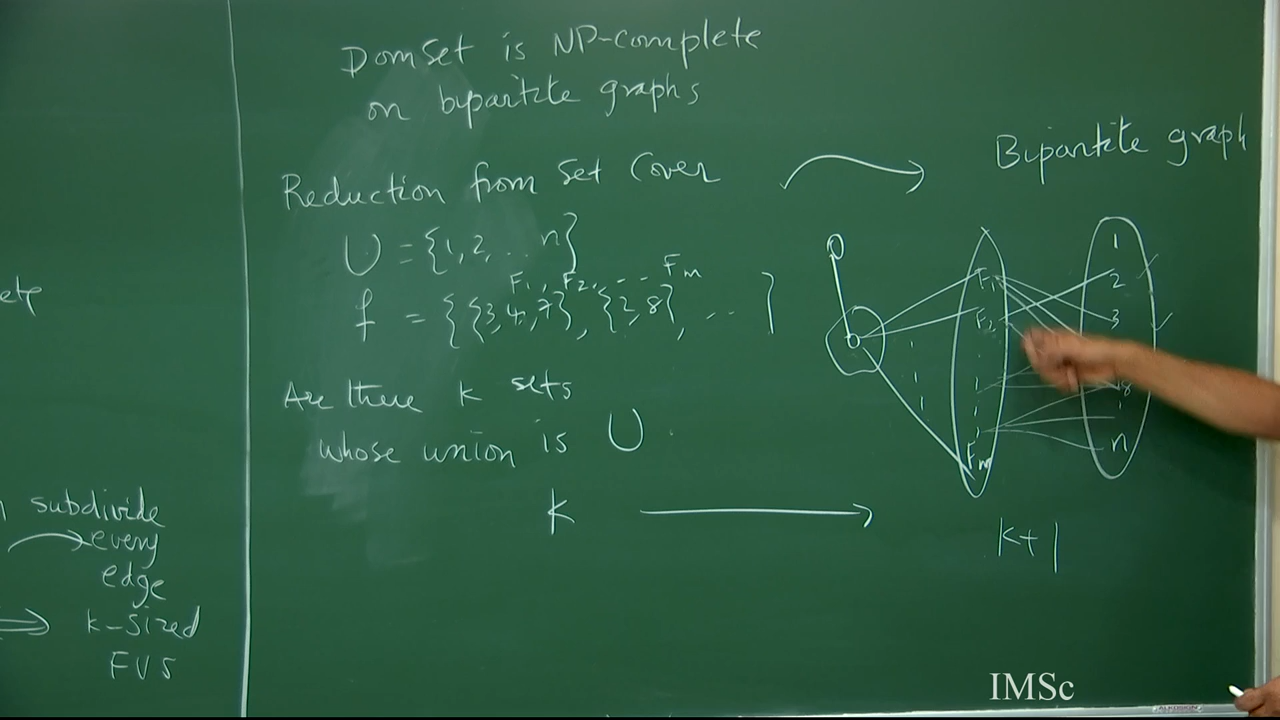 DomSet is NP-complete
on bipartite graphs
Reduction from Set Cover
Bipartite graph
U = {1, 2, .. n}
F1, F2, --- Fm
f = { {3, 4, 7}, {2, 8}, ... }
Are there k sets
whose union is U.
k
k+1
F1
F2
Fm
1
2
3
8
n
ete
subdivide
every
edge
k-sized
FVS
IMSc